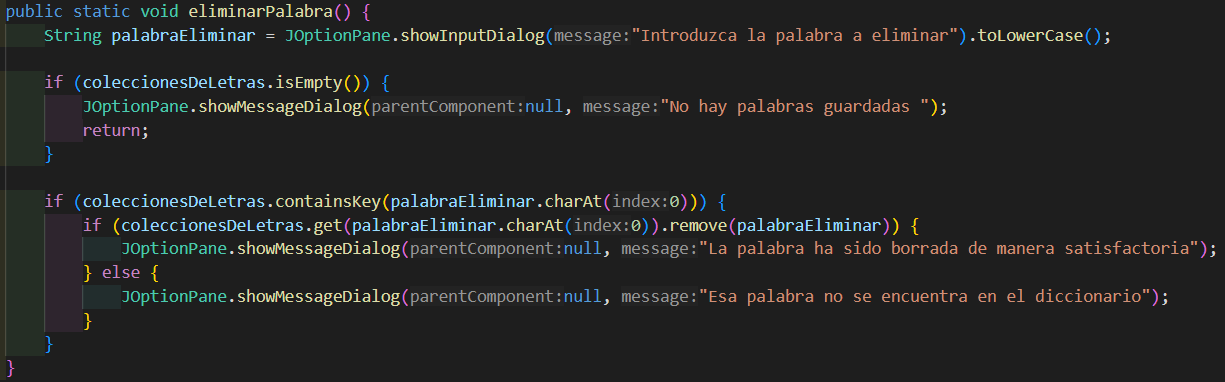 public static void eliminarPalabra() {
String palabraEliminar = JOptionPane.showInputDialog(message:"Introduzca la palabra a eliminar").toLowerCase();
if (coleccionesDeLetras.isEmpty()) {
JOptionPane.showMessageDialog(parentComponent:null, message:"No hay palabras guardadas ");
return;
}
if (coleccionesDeLetras.containsKey(palabraEliminar.charAt(index:0))) {
if (coleccionesDeLetras.get(palabraEliminar.charAt(index:0)).remove(palabraEliminar)) {
JOptionPane.showMessageDialog(parentComponent:null, message:"La palabra ha sido borrada de manera satisfactoria");
} else {
JOptionPane.showMessageDialog(parentComponent:null, message:"Esa palabra no se encuentra en el diccionario");
}
}
}